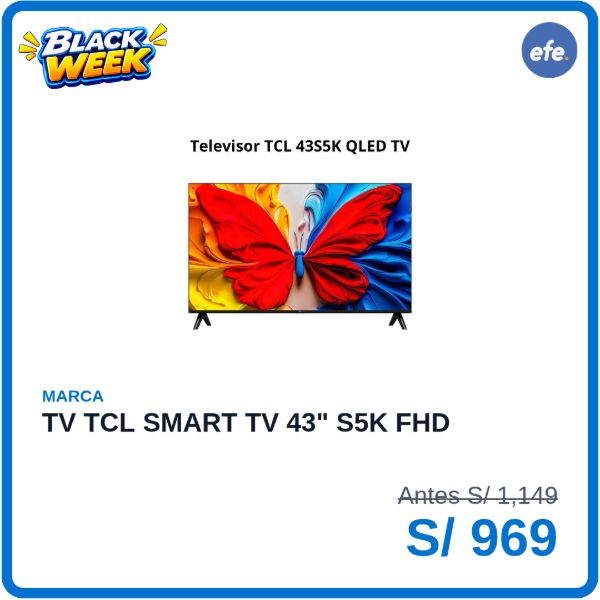 BLACK
WEEK
efe.
Televisor TCL 43S5K QLED TV
MARCA
TV TCL SMART TV 43" S5K FHD
Antes S/ 1,149
S/ 969